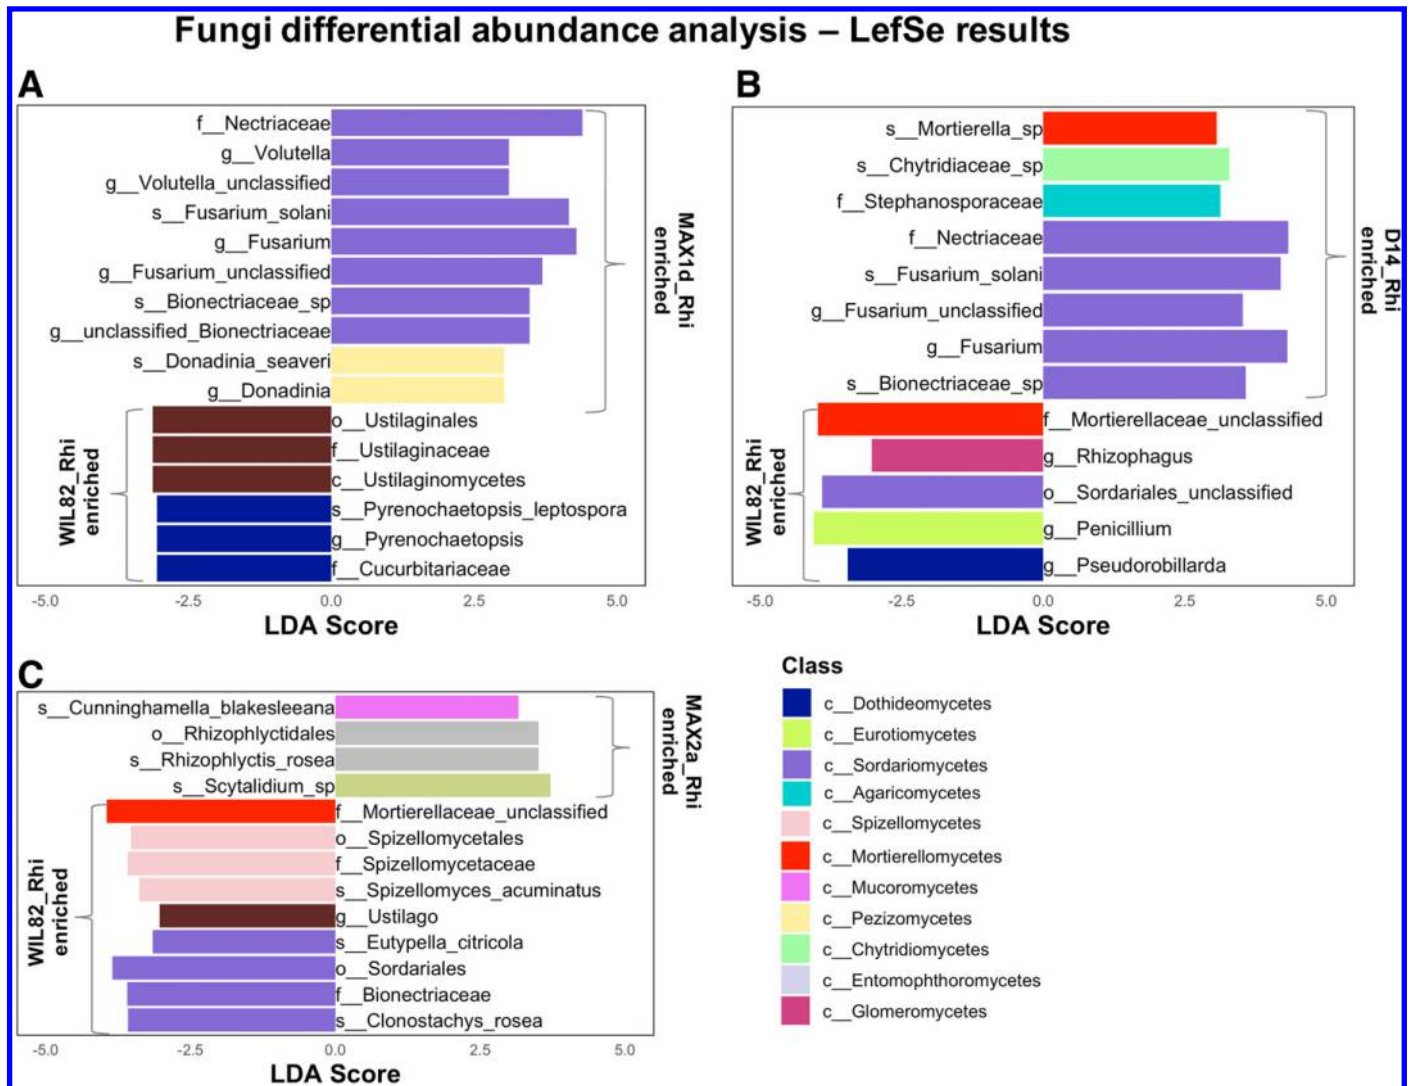 Fungi differential abundance analysis – LefSe results
A
f__Nectriaceae
g__Volutella
g__Volutella_unclassified
s__Fusarium_solani
g__Fusarium
g__Fusarium_unclassified
s__Bionectriaceae_sp
g__unclassified_Bionectriaceae
s__Donadinia_seaveri
g__Donadinia
MAX1d_Rhi
enriched
o__Ustilaginales
f__Ustilaginaceae
c__Ustilaginomycetes
s__Pyrenochaetopsis_leptospora
g__Pyrenochaetopsis
f__Cucurbitariaceae
WIL82_Rhi
enriched
-5.0 -2.5 0.0 2.5 5.0
LDA Score
B
s__Mortierella_sp
s__Chytridiaceae_sp
f__Stephanosporaceae
f__Nectriaceae
s__Fusarium_solani
g__Fusarium_unclassified
g__Fusarium
s__Bionectriaceae_sp
D14_Rhi
enriched
f__Mortierellaceae_unclassified
g__Rhizophagus
o__Sordariales_unclassified
g__Penicillium
g__Pseudorobillarda
WIL82_Rhi
enriched
-5.0 -2.5 0.0 2.5 5.0
LDA Score
C
s__Cunninghamella_blakesleeana
o__Rhizophlyctidales
s__Rhizophlyctis_rosea
s__Scytalidium_sp
MAX2a_Rhi
enriched
f__Mortierellaceae_unclassified
o__Spizellomycetales
f__Spizellomycetaceae
s__Spizellomyces_acuminatus
g__Ustilago
s__Eutypella_citricola
o__Sordariales
f__Bionectriaceae
s__Clonostachys_rosea
WIL82_Rhi
enriched
-5.0 -2.5 0.0 2.5 5.0
LDA Score
Class
c__Dothideomycetes
c__Eurotiomycetes
c__Sordariomycetes
c__Agaricomycetes
c__Spizellomycetes
c__Mortierellomycetes
c__Mucoromycetes
c__Pezizomycetes
c__Chytridiomycetes
c__Entomophthoromycetes
c__Glomeromycetes